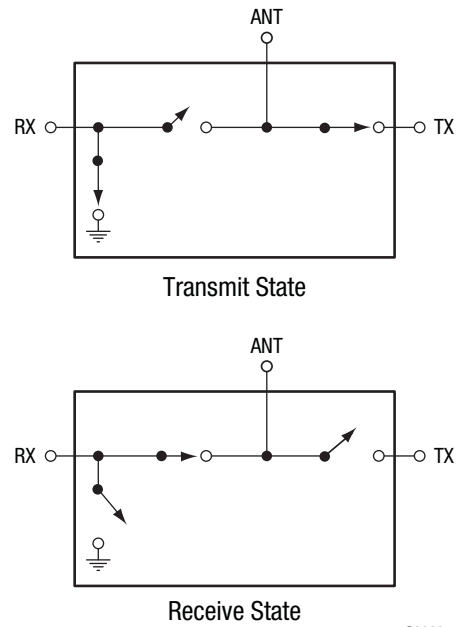 ANT
RX
TX
Transmit State
ANT
RX
TX
Receive State